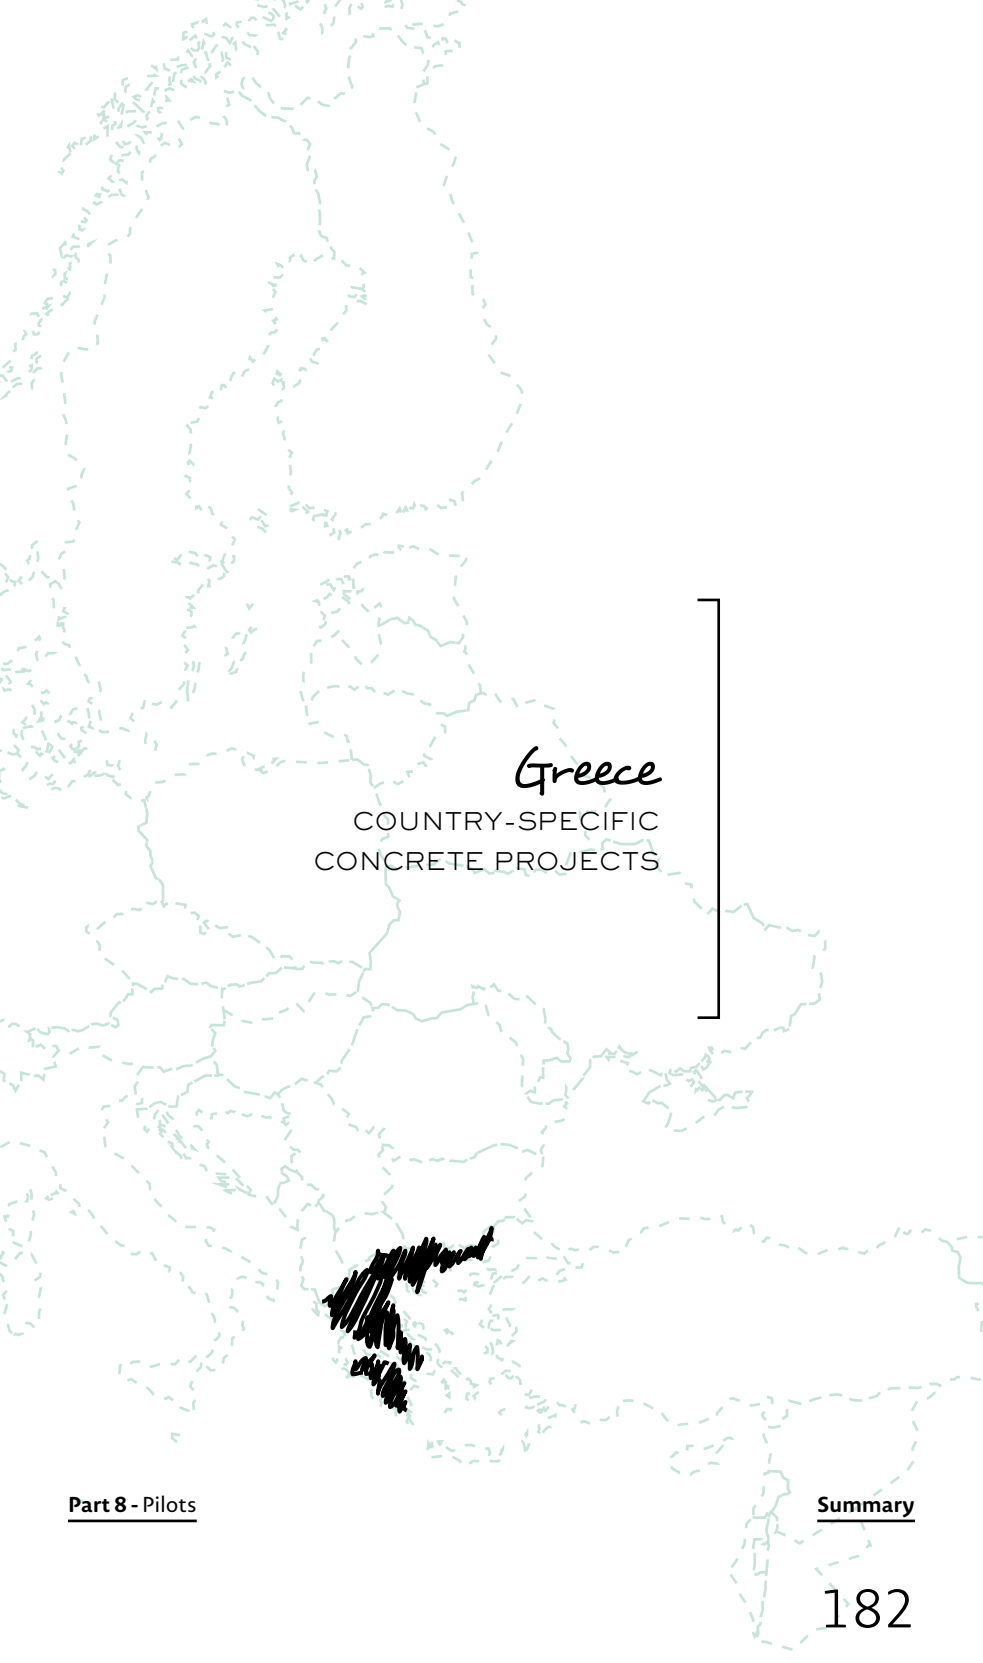 Greece
COUNTRY-SPECIFIC
CONCRETE PROJECTS
Part 8 - Pilots
Summary
182